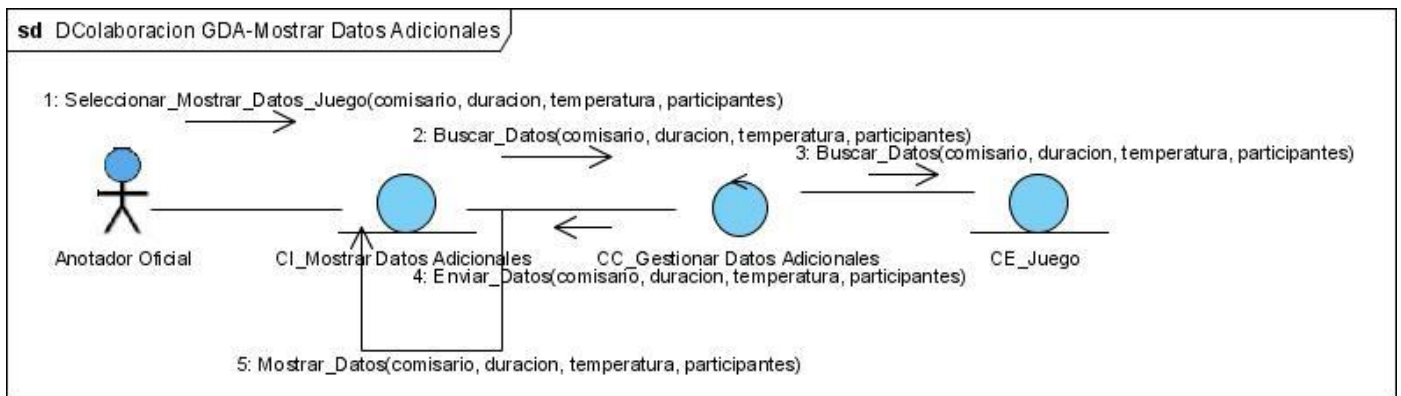 sd DColaboracion GDA-Mostrar Datos Adicionales
1: Seleccionar_Mostrar_Datos_Juego(comisario, duracion, temperatura, participantes)
2: Buscar_Datos(comisario, duracion, temperatura, participantes)
3: Buscar_Datos(comisario, duracion, temperatura, participantes)
Anotador Oficial
CI_Mostrar Datos Adicionales
CC_Gestionar Datos Adicionales
CE_Juego
4: Enviar_Datos(comisario, duracion, temperatura, participantes)
5: Mostrar_Datos(comisario, duracion, temperatura, participantes)